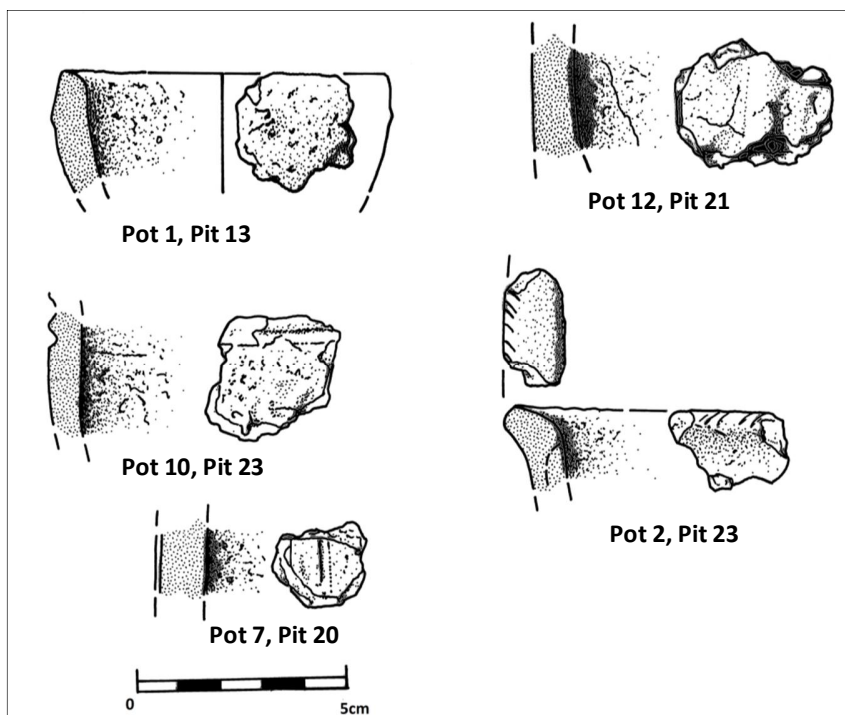 Pot 1, Pit 13
Pot 12, Pit 21
Pot 10, Pit 23
Pot 2, Pit 23
Pot 7, Pit 20
0 5cm